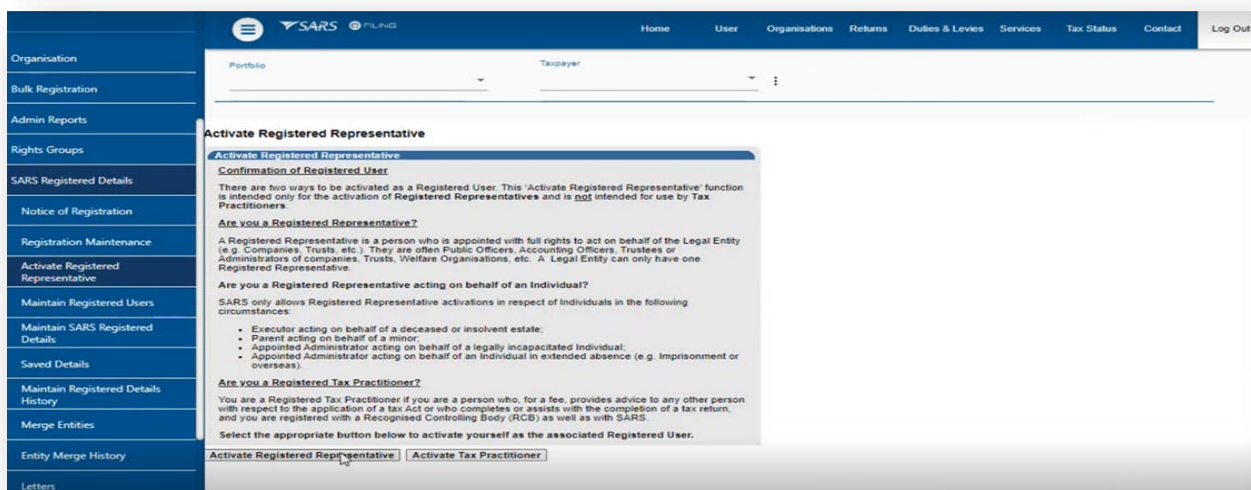 SARS eFILING
Home User Organisations Returns Duties & Levies Services Tax Status Contact Log Out
Organisation
Bulk Registration
Admin Reports
Rights Groups
SARS Registered Details
Notice of Registration
Registration Maintenance
Activate Registered
Representative
Maintain Registered Users
Maintain SARS Registered
Details
Saved Details
Maintain Registered Details
History
Merge Entities
Entity Merge History
Letters
Portfolio
Taxpayer
Activate Registered Representative
Activate Registered Representative
Confirmation of Registered User
There are two ways to be activated as a Registered User. This 'Activate Registered Representative' function
is intended only for the activation of Registered Representatives and is not intended for use by Tax
Practitioners.
Are you a Registered Representative?
A Registered Representative is a person who is appointed with full rights to act on behalf of the Legal Entity
(e.g. Companies, Trusts, etc.). They are often Public Officers, Accounting Officers, Trustees or
Administrators of companies, Trusts, Welfare Organisations, etc. A Legal Entity can only have one
Registered Representative.
Are you a Registered Representative acting on behalf of an Individual?
SARS only allows Registered Representative activations in respect of Individuals in the following
circumstances:
• Executor acting on behalf of a deceased or insolvent estate;
• Parent acting on behalf of a minor;
• Appointed Administrator acting on behalf of a legally incapacitated Individual;
• Appointed Administrator acting on behalf of an Individual in extended absence (e.g. Imprisonment or
overseas).
Are you a Registered Tax Practitioner?
You are a Registered Tax Practitioner if you are a person who, for a fee, provides advice to any other person
with respect to the application of a tax Act or who completes or assists with the completion of a tax return,
and you are registered with a Recognised Controlling Body (RCB) as well as with SARS.
Select the appropriate button below to activate yourself as the associated Registered User.
Activate Registered Representative Activate Tax Practitioner